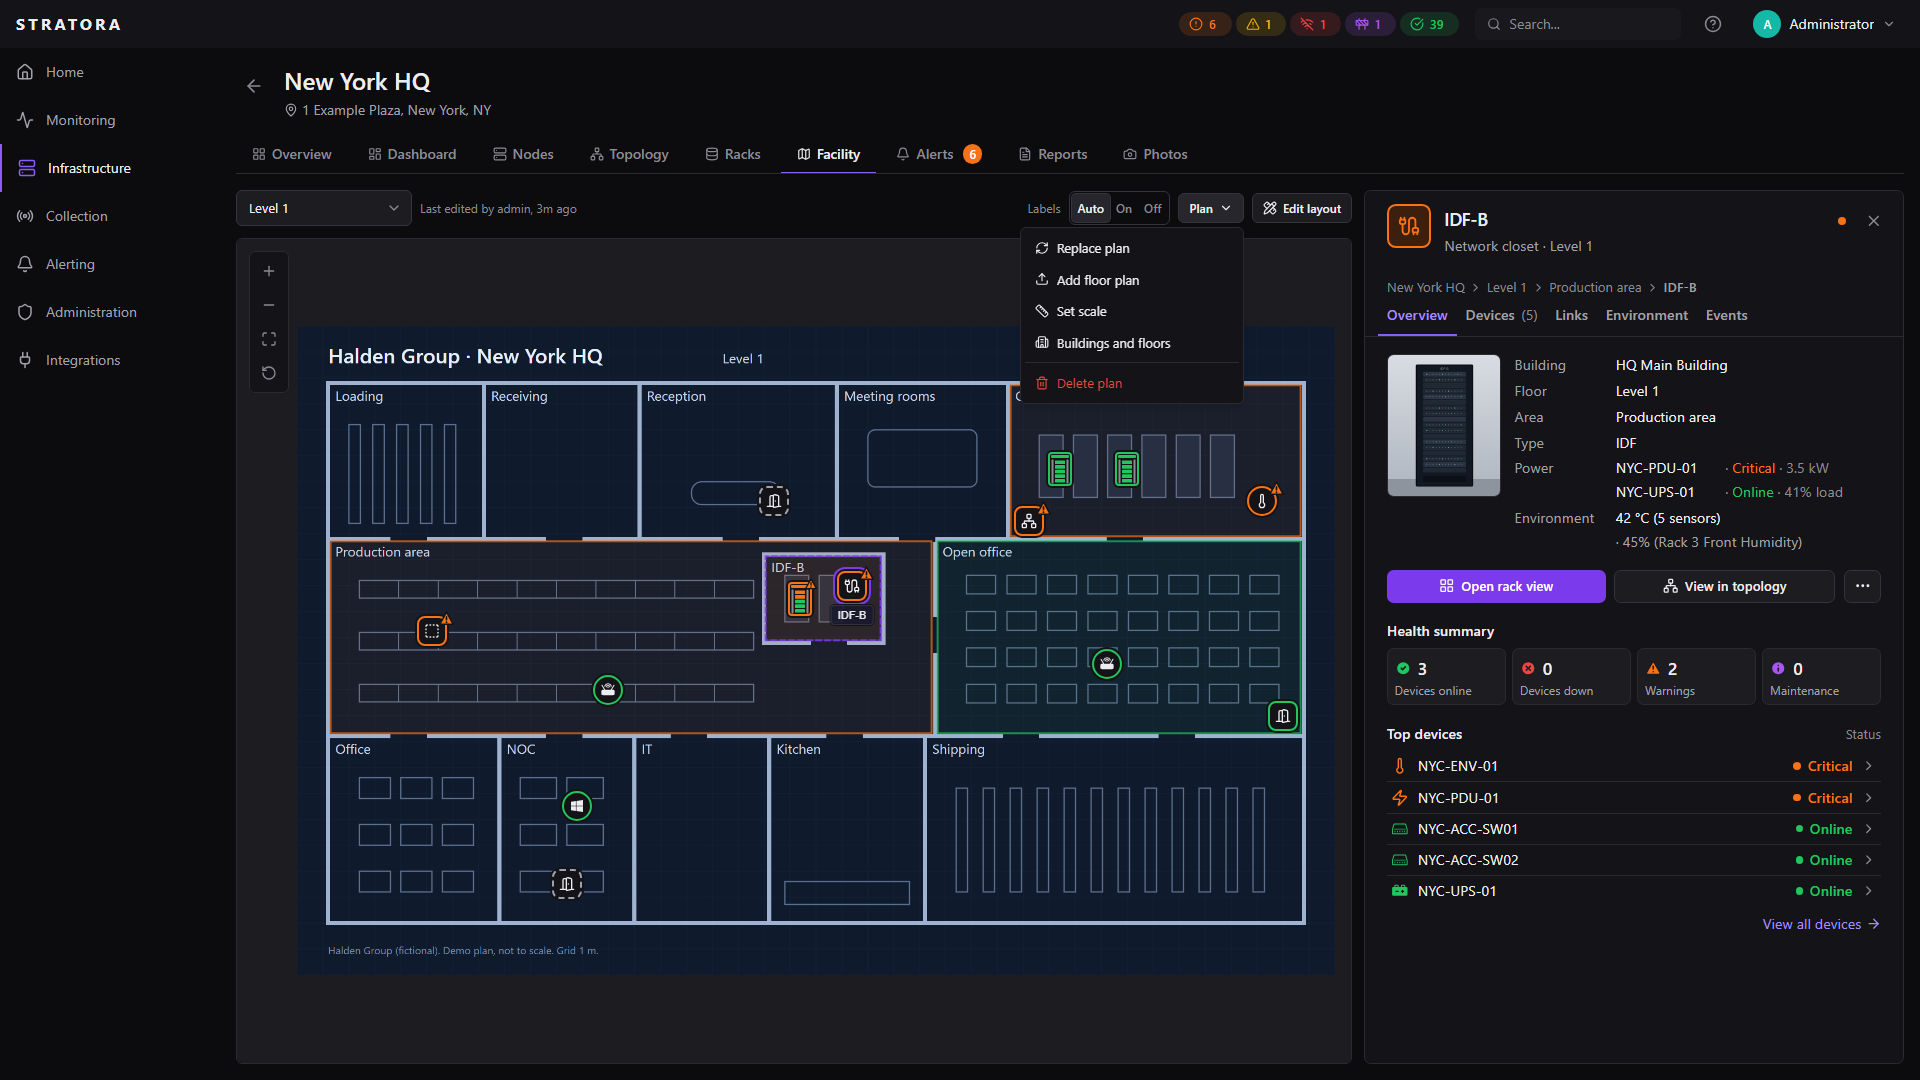 STRATORA
6
1
1
1
39
Search...
A
Administrator
Home
Monitoring
Infrastructure
Collection
Alerting
Administration
Integrations
New York HQ
1 Example Plaza, New York, NY
Overview
Dashboard
Nodes
Topology
Racks
Facility
Alerts 6
Reports
Photos
Level 1
Last edited by admin, 3m ago
Labels
Auto
On
Off
Plan
Edit layout
Replace plan
Add floor plan
Set scale
Buildings and floors
Delete plan
Halden Group · New York HQ
Level 1
Loading
Receiving
Reception
Meeting rooms
Production area
IDF-B
IDF-B
Open office
Office
NOC
IT
Kitchen
Shipping
Halden Group (fictional). Demo plan, not to scale. Grid 1 m.
IDF-B
Network closet · Level 1
New York HQ > Level 1 > Production area > IDF-B
Overview
Devices (5)
Links
Environment
Events
Building HQ Main Building
Floor Level 1
Area Production area
Type IDF
Power NYC-PDU-01 · Critical · 3.5 kW
NYC-UPS-01 · Online · 41% load
Environment 42 °C (5 sensors)
· 45% (Rack 3 Front Humidity)
Open rack view
View in topology
Health summary
3
Devices online
0
Devices down
2
Warnings
0
Maintenance
Top devices Status
NYC-ENV-01 Critical
NYC-PDU-01 Critical
NYC-ACC-SW01 Online
NYC-ACC-SW02 Online
NYC-UPS-01 Online
View all devices